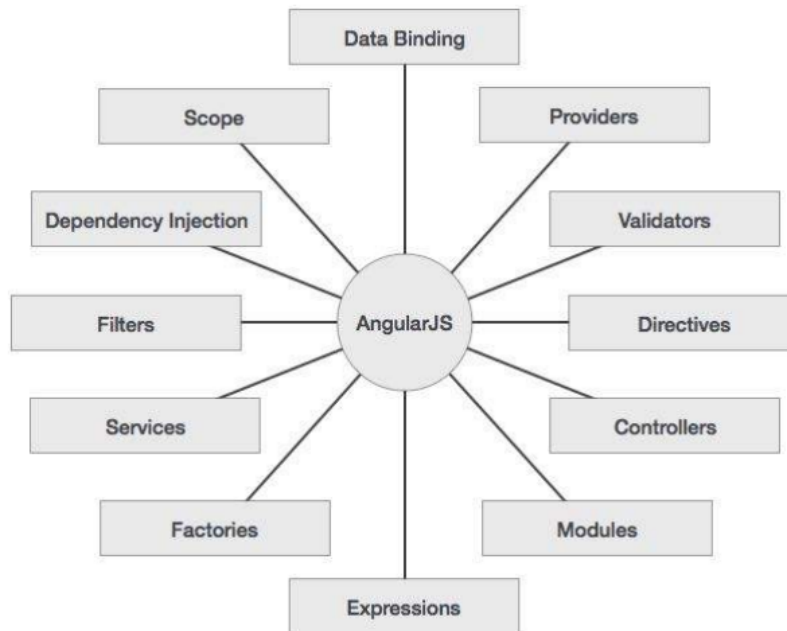 Data Binding
Scope
Providers
Dependency Injection
Validators
Filters
AngularJS
Directives
Services
Controllers
Factories
Modules
Expressions